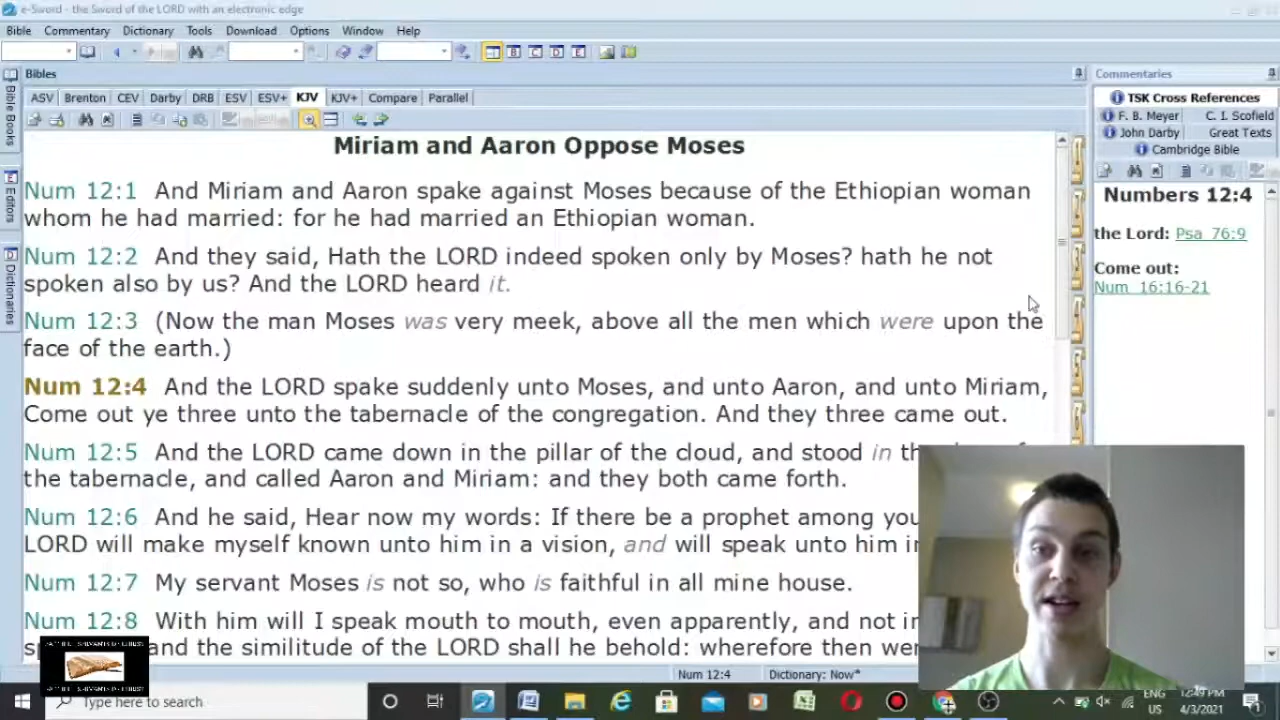 e-Sword - the Sword of the LORD with an electronic edge
Bible Commentary Dictionary Tools Download Options Window Help
Bibles
Commentaries
ASV Brenton CEV Darby DRB ESV ESV+ KJV KJV+ Compare Parallel
TSK Cross References
F. B. Meyer C. I. Scofield
John Darby Great Texts
Cambridge Bible
Bible Books
Editors
Dictionaries
Miriam and Aaron Oppose Moses
Num 12:1 And Miriam and Aaron spake against Moses because of the Ethiopian woman
whom he had married: for he had married an Ethiopian woman.
Num 12:2 And they said, Hath the LORD indeed spoken only by Moses? hath he not
spoken also by us? And the LORD heard it.
Num 12:3 (Now the man Moses was very meek, above all the men which were upon the
face of the earth.)
Num 12:4 And the LORD spake suddenly unto Moses, and unto Aaron, and unto Miriam,
Come out ye three unto the tabernacle of the congregation. And they three came out.
Num 12:5 And the LORD came down in the pillar of the cloud, and stood in
the tabernacle, and called Aaron and Miriam: and they both came forth.
Num 12:6 And he said, Hear now my words: If there be a prophet among you
LORD will make myself known unto him in a vision, and will speak unto him
Num 12:7 My servant Moses is not so, who is faithful in all mine house.
Num 12:8 With him will I speak mouth to mouth, even apparently, and not
and the similitude of the LORD shall he behold: wherefore then
Numbers 12:4
the Lord: Psa 76:9
Come out:
Num 16:16-21
Num 12:4 Dictionary: Now*
Type here to search
ENG
US
12:49 PM
4/3/2021